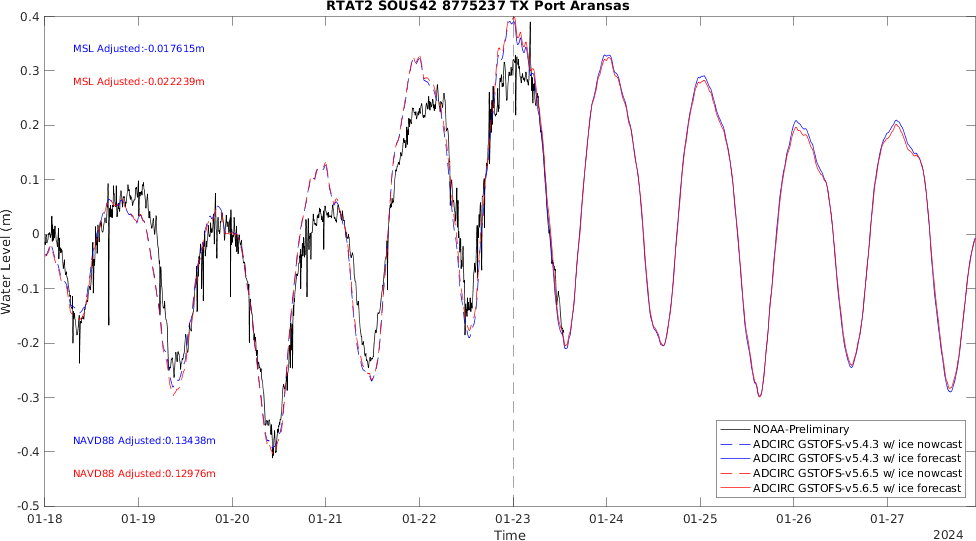 RTAT2 SOUS42 8775237 TX Port Aransas
0.4
0.3
0.2
0.1
0
-0.1
-0.2
-0.3
-0.4
-0.5
Water Level (m)
MSL Adjusted:-0.017615m
MSL Adjusted:-0.022239m
NAVD88 Adjusted:0.13438m
NAVD88 Adjusted:0.12976m
NOAA-Preliminary
ADCIRC GSTOFS-v5.4.3 w/ ice nowcast
ADCIRC GSTOFS-v5.4.3 w/ ice forecast
ADCIRC GSTOFS-v5.6.5 w/ ice nowcast
ADCIRC GSTOFS-v5.6.5 w/ ice forecast
01-18 01-19 01-20 01-21 01-22 01-23 01-24 01-25 01-26 01-27
Time
2024